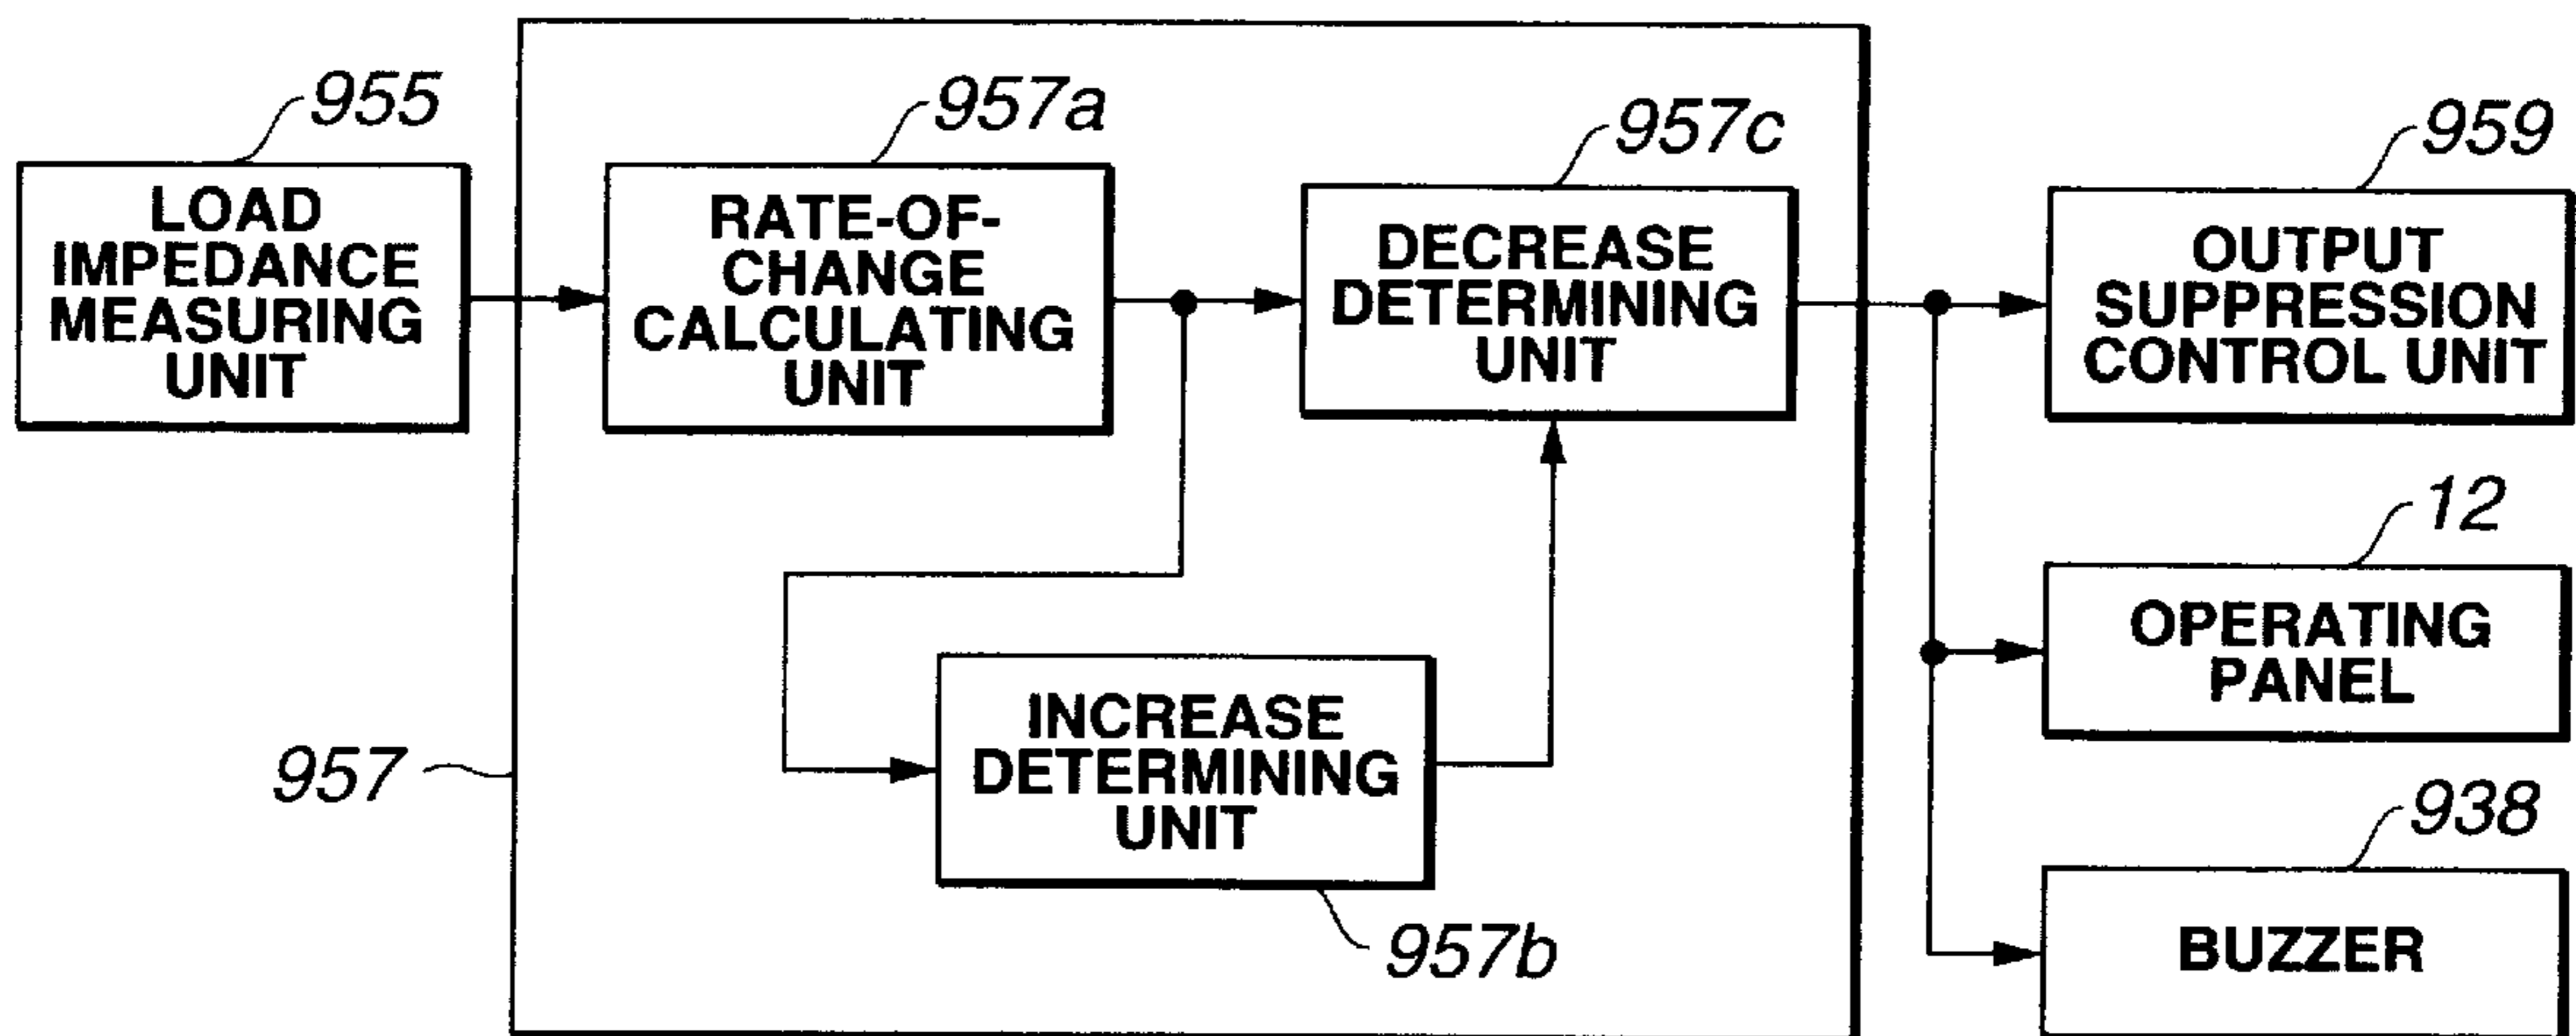 955
LOAD
IMPEDANCE
MEASURING
UNIT
957a
RATE-OF-
CHANGE
CALCULATING
UNIT
957c
DECREASE
DETERMINING
UNIT
959
OUTPUT
SUPPRESSION
CONTROL UNIT
12
OPERATING
PANEL
957
INCREASE
DETERMINING
UNIT
957b
938
BUZZER